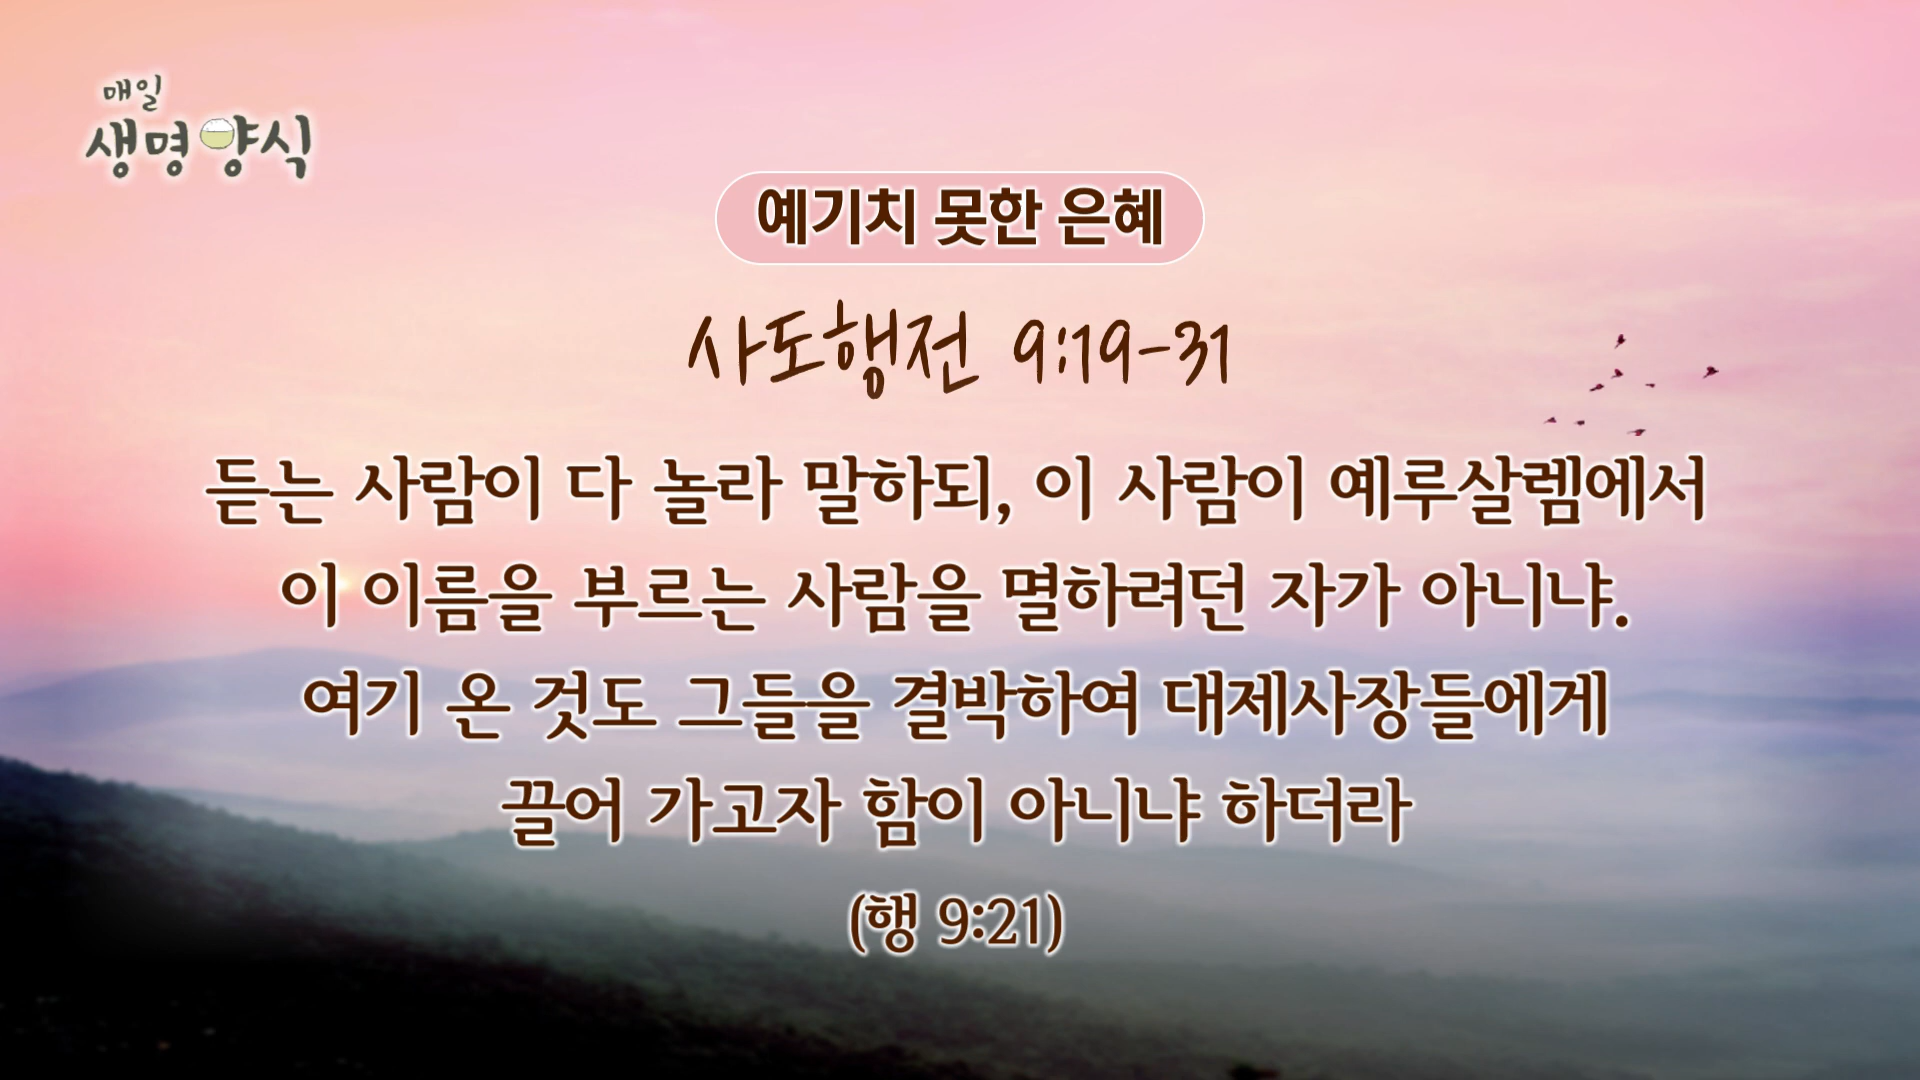 매일
생명양식
예기치 못한 은혜
사도행전 9:19-31
듣는 사람이 다 놀라 말하되, 이 사람이 예루살렘에서
이 이름을 부르는 사람을 멸하려던 자가 아니냐.
여기 온 것도 그들을 결박하여 대제사장들에게
끌어 가고자 함이 아니냐 하더라
(행 9:21)